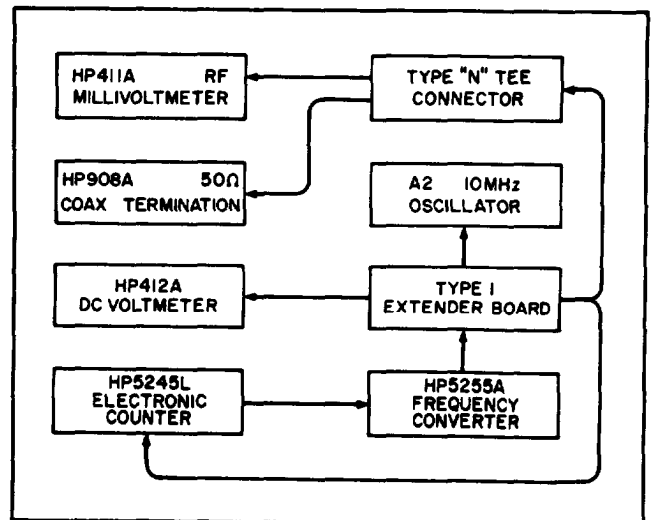 HP411A RF
MILLIVOLTMETER
TYPE "N" TEE
CONNECTOR
HP908A 50Ω
COAX TERMINATION
A2 10MHz
OSCILLATOR
HP412A
DC VOLTMETER
TYPE 1
EXTENDER BOARD
HP5245L
ELECTRONIC
COUNTER
HP5255A
FREQUENCY
CONVERTER